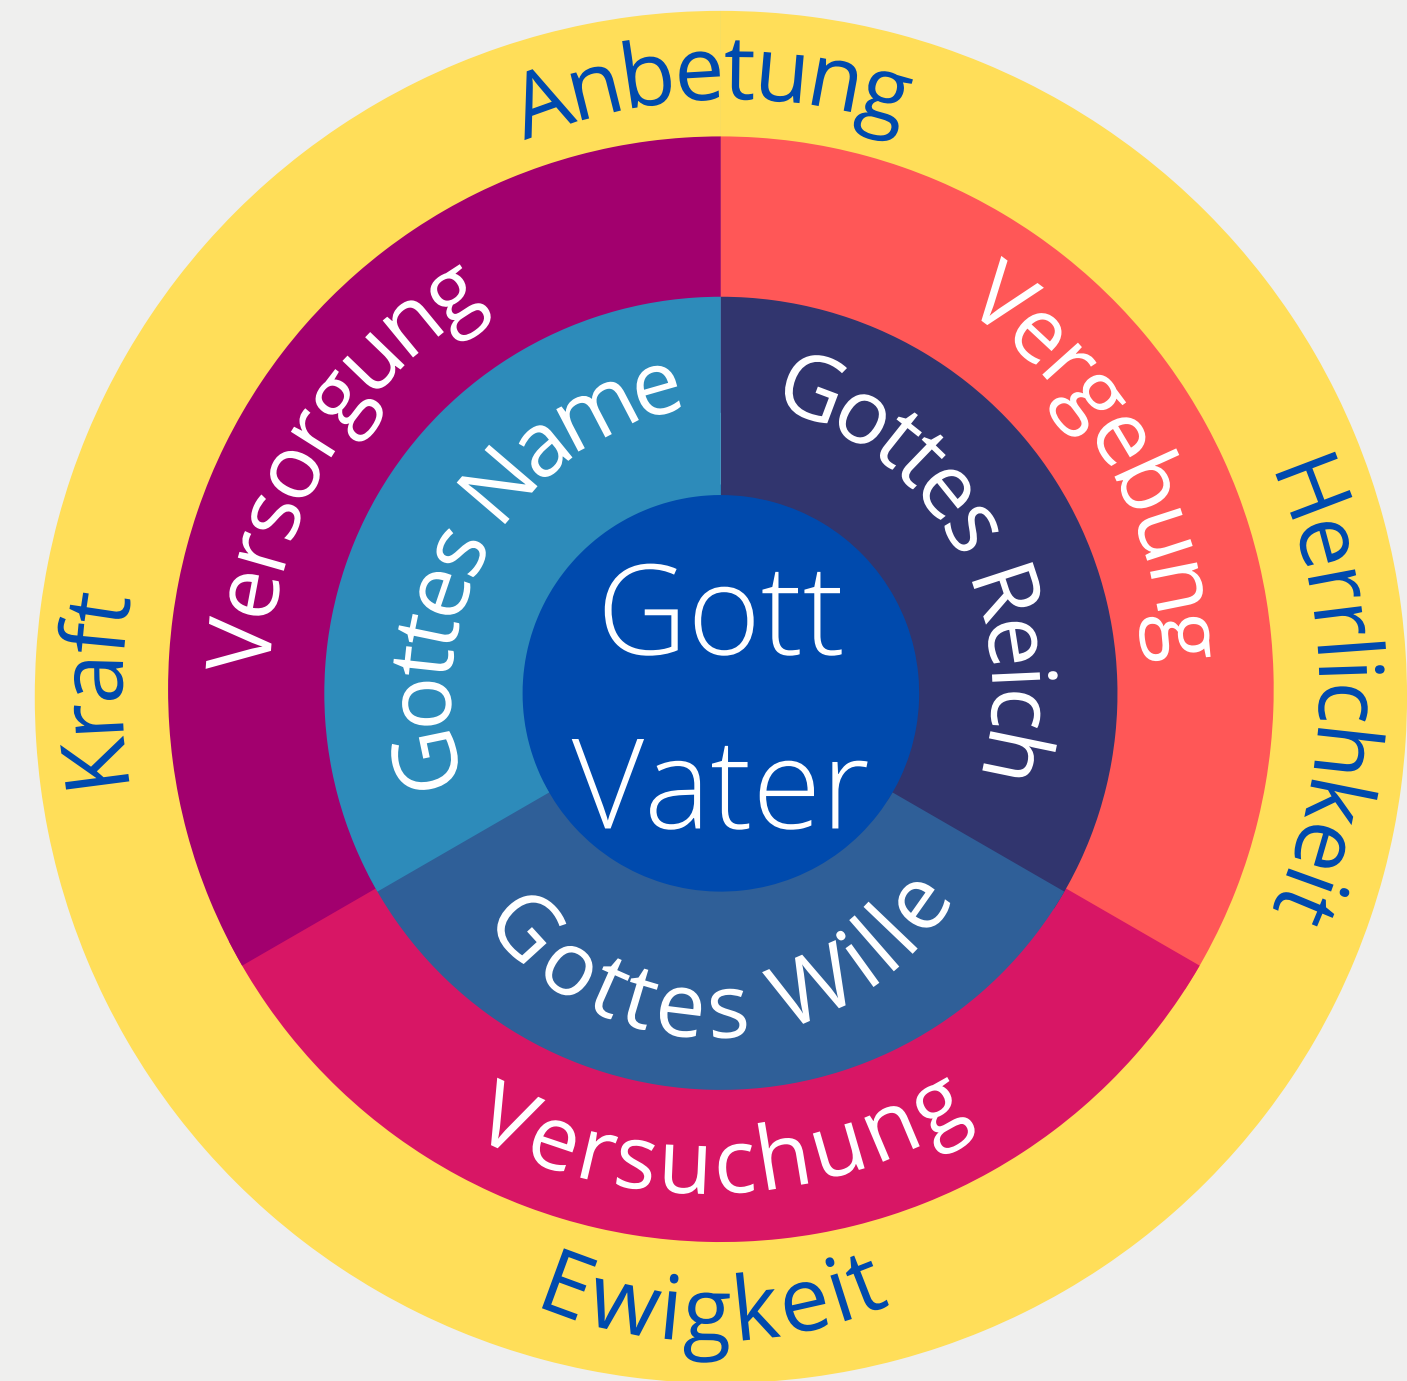 Anbetung
Versorgung
Vergebung
Gottes Name
Gottes Reich
Kraft
Gott
Vater
Herrlichkeit
Gottes Wille
Versuchung
Ewigkeit